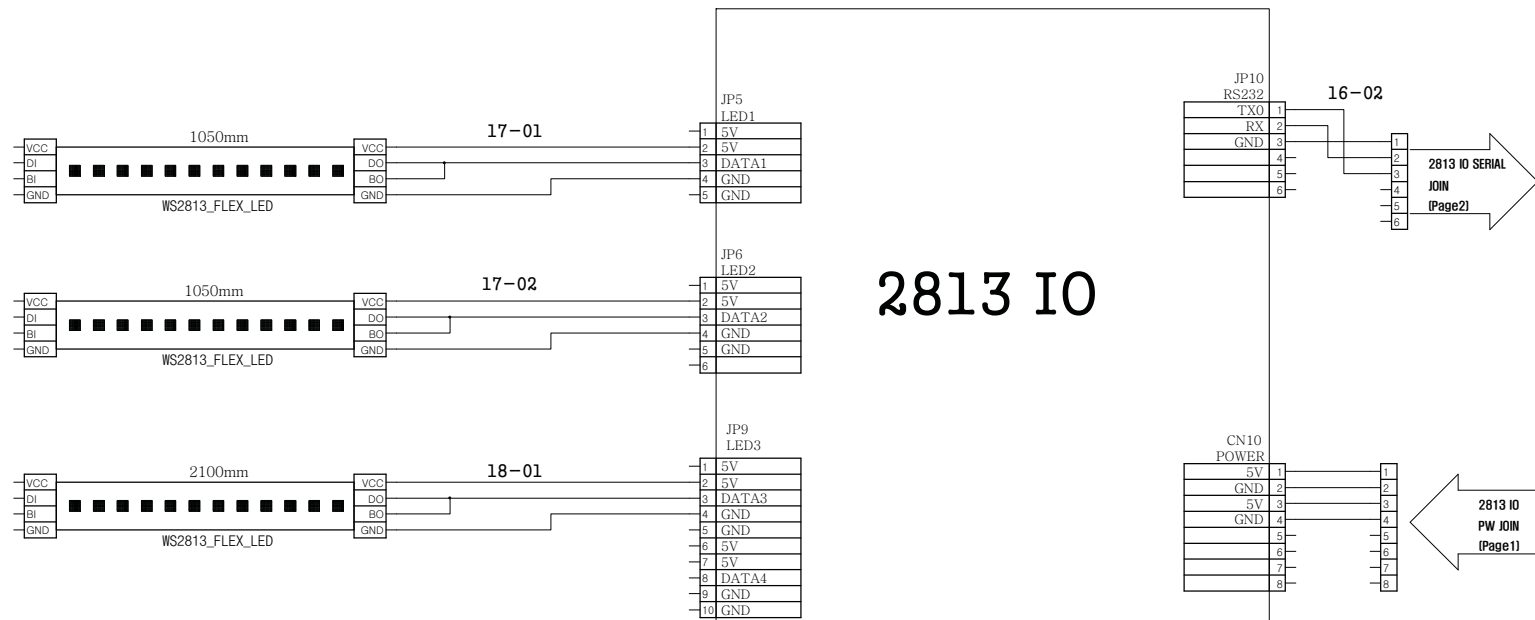 JP5
LED1
17-01
1050mm
VCC
DI
BI
GND
VCC
DO
BO
GND
WS2813_FLEX_LED
1 5V
2 5V
3 DATA1
4 GND
5 GND
JP6
LED2
17-02
1050mm
VCC
DI
BI
GND
VCC
DO
BO
GND
WS2813_FLEX_LED
1 5V
2 5V
3 DATA2
4 GND
5 GND
6
JP9
LED3
18-01
2100mm
VCC
DI
BI
GND
VCC
DO
BO
GND
WS2813_FLEX_LED
1 5V
2 5V
3 DATA3
4 GND
5 GND
6 5V
7 5V
8 DATA4
9 GND
10 GND
2813 IO
JP10
RS232
16-02
TX0 1
RX 2
GND 3
4
5
6
1
2
3
4
5
6
2813 IO SERIAL
JOIN
(Page2)
CN10
POWER
5V 1
GND 2
5V 3
GND 4
5
6
7
8
1
2
3
4
5
6
7
8
2813 IO
PW JOIN
(Page1)